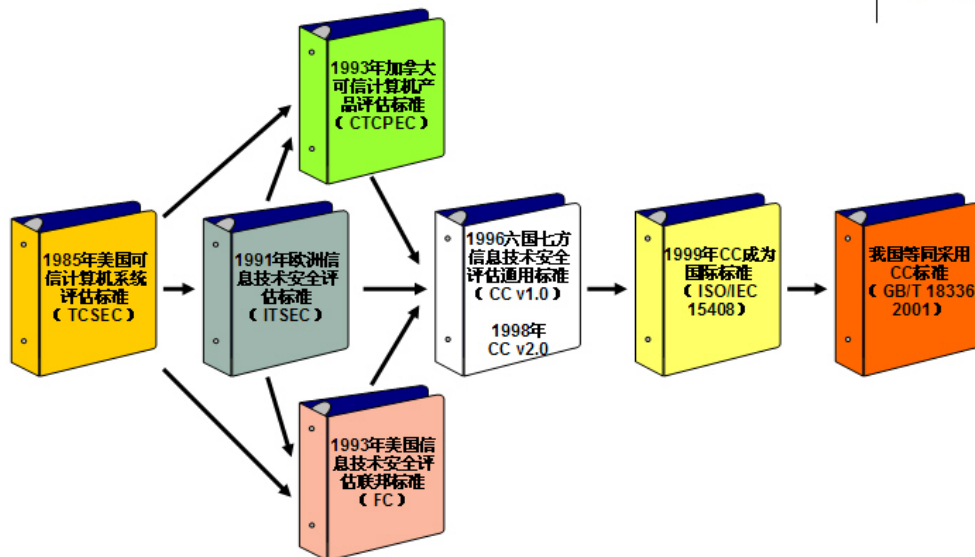 1993年加拿大
可信计算机产
品评估标准
（CTCPEC）
1985年美国可
信计算机系统
评估标准
（TCSEC）
1991年欧洲信
息技术安全评
估标准
（ITSEC）
1996六国七方
信息技术安全
评估通用标准
（CC v1.0）
1998年
CC v2.0
1999年CC成为
国际标准
（ISO/IEC
15408）
我国等同采用
CC标准
（GB/T 18336
2001）
1993年美国信
息技术安全评
估联邦标准
（FC）